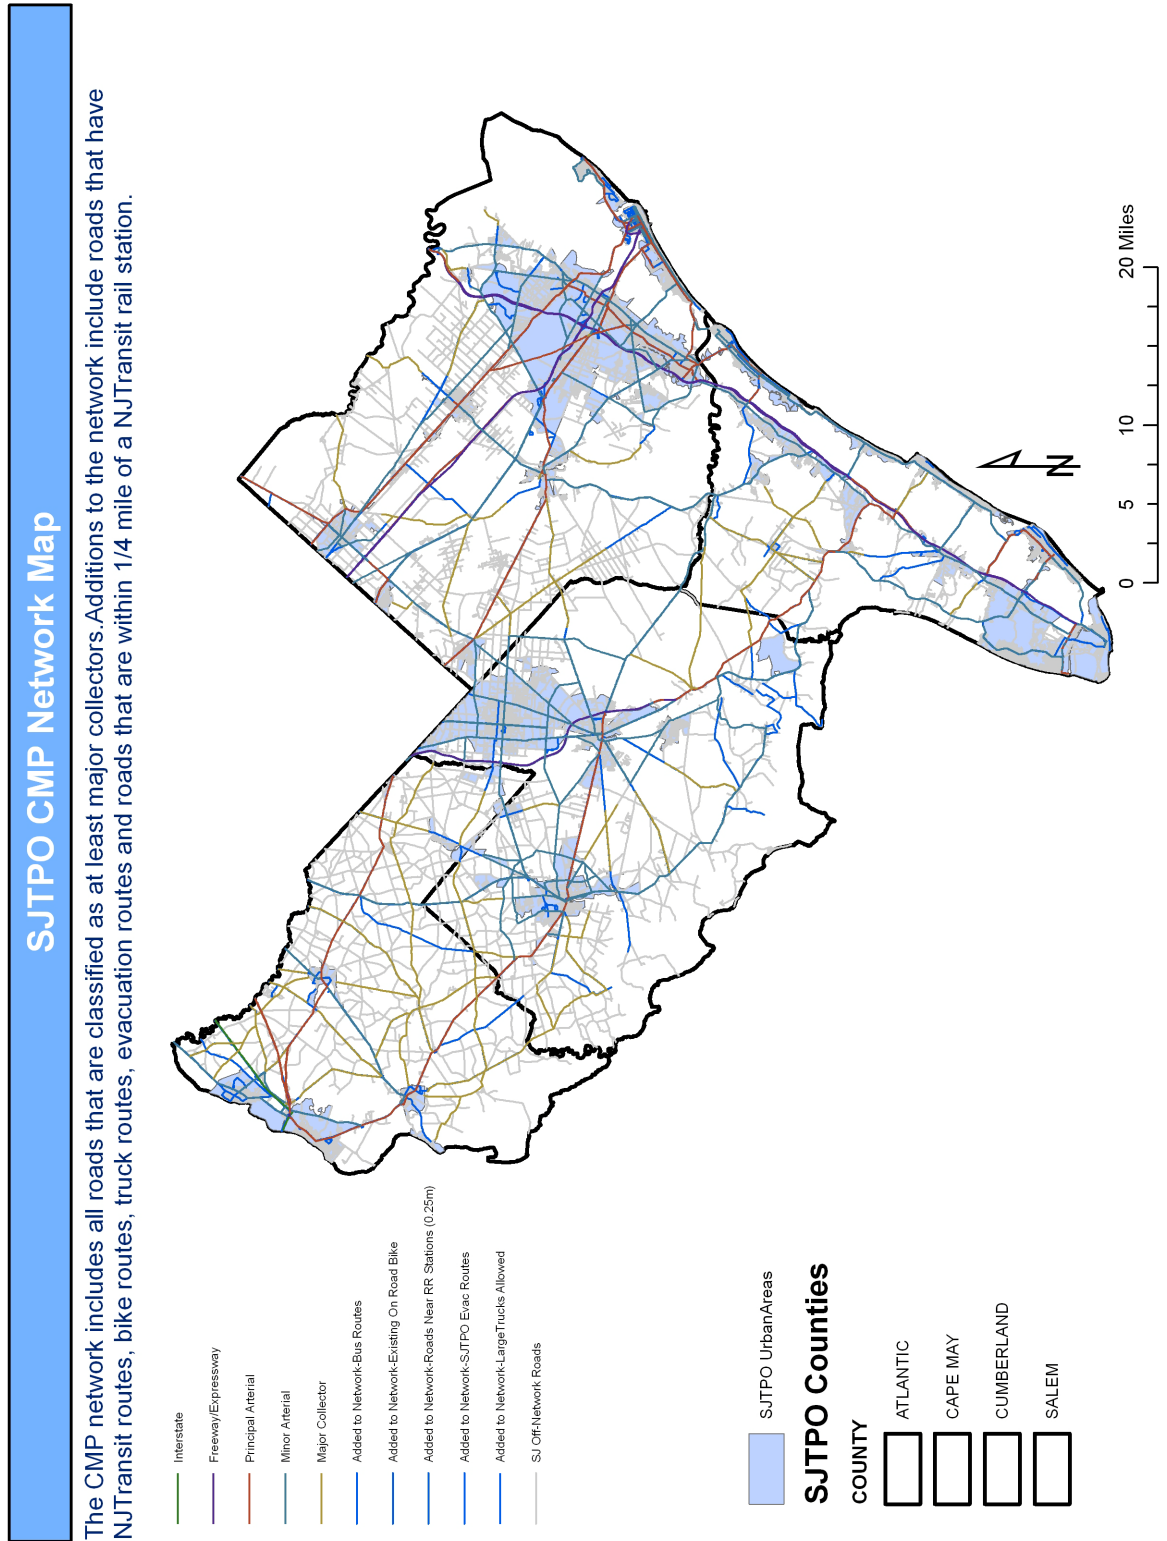 SJTPO CMP Network Map
The CMP network includes all roads that are classified as at least major collectors.Additions to the network include roads that have
NJTransit routes, bike routes, truck routes, evacuation routes and roads that are within 1/4 mile of a NJTransit rail station.
Interstate
Freeway/Expressway
Principal Arterial
Minor Arterial
Major Collector
Added to Network-Bus Routes
Added to Network-Existing On Road Bike
Added to Network-Roads Near RR Stations (0.25m)
Added to Network-SJTPO Evac Routes
Added to Network-LargeTrucks Allowed
SJ Off-Network Roads
SJTPO UrbanAreas
SJTPO Counties
COUNTY
ATLANTIC
CAPE MAY
CUMBERLAND
SALEM
N
0 5 10 20 Miles